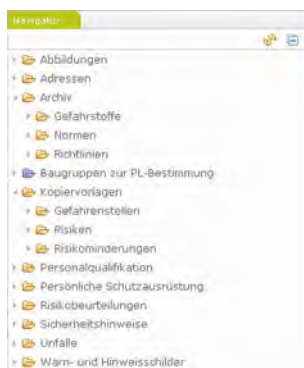 Navigator
Abbildungen
Adressen
Archiv
Gefahrstoffe
Normen
Richtlinien
Baugruppen zur PL-Bestimmung
Kopiervorlagen
Gefahrenstellen
Risiken
Risikominderungen
Personalqualifikation
Persönliche Schutzausrüstung
Risikobeurteilungen
Sicherheitshinweise
Unfälle
Warn- und Hinweisschilder